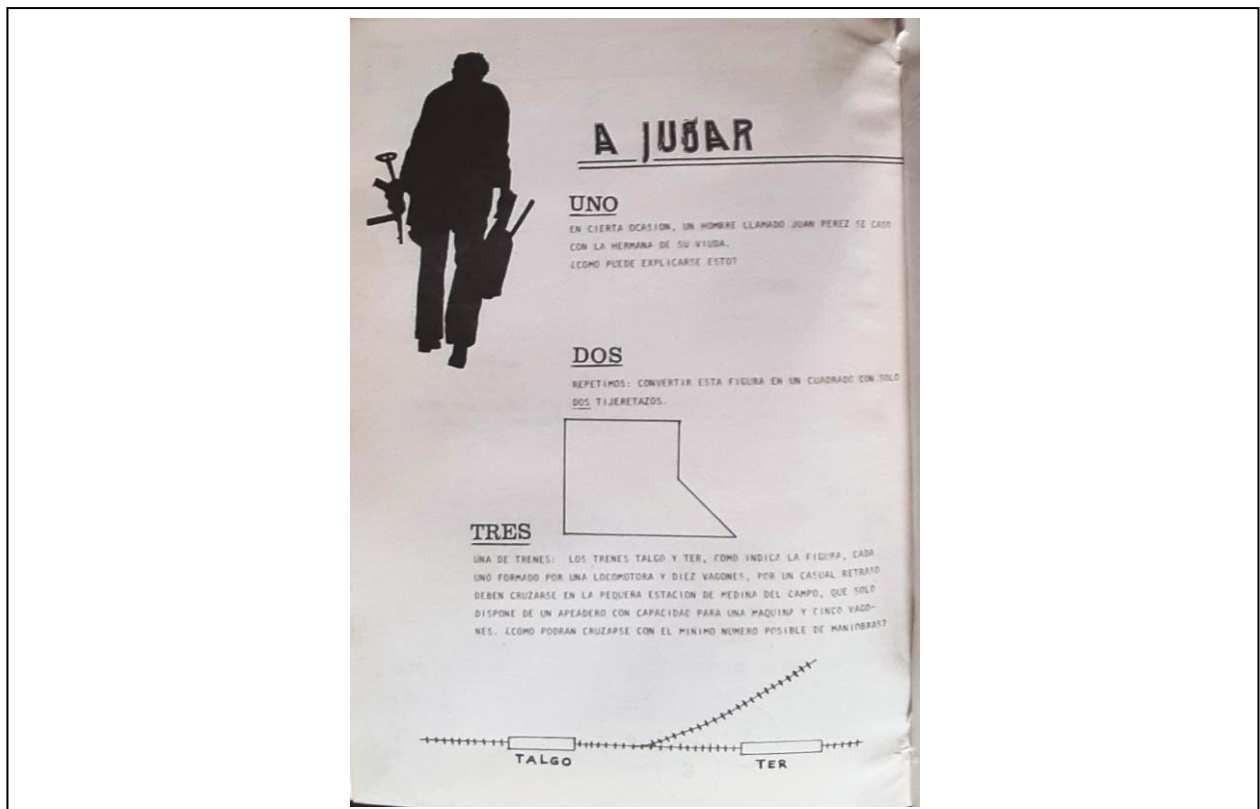 A JUGAR
UNO
EN CIERTA OCASION, UN HOMBRE LLAMADO JUAN PEREZ SE CASO
CON LA HERMANA DE SU VIUDA.
¿COMO PUEDE EXPLICARSE ESTO?
DOS
REPETIMOS: CONVERTIR ESTA FIGURA EN UN CUADRADO CON SOLO
DOS TIJERETAZOS.
TRES
UNA DE TRENES: LOS TRENES TALGO Y TER, COMO INDICA LA FIGURA, CADA
UNO FORMADO POR UNA LOCOMOTORA Y DIEZ VAGONES, POR UN CASUAL RETRASO
DEBEN CRUZARSE EN LA PEQUEÑA ESTACION DE MEDINA DEL CAMPO, QUE SOLO
DISPONE DE UN APEADERO CON CAPACIDAD PARA UNA MAQUINA Y CINCO VAGO-
NES. ¿COMO PODRAN CRUZARSE CON EL MINIMO NUMERO POSIBLE DE MANIOBRAS?
TALGO
TER